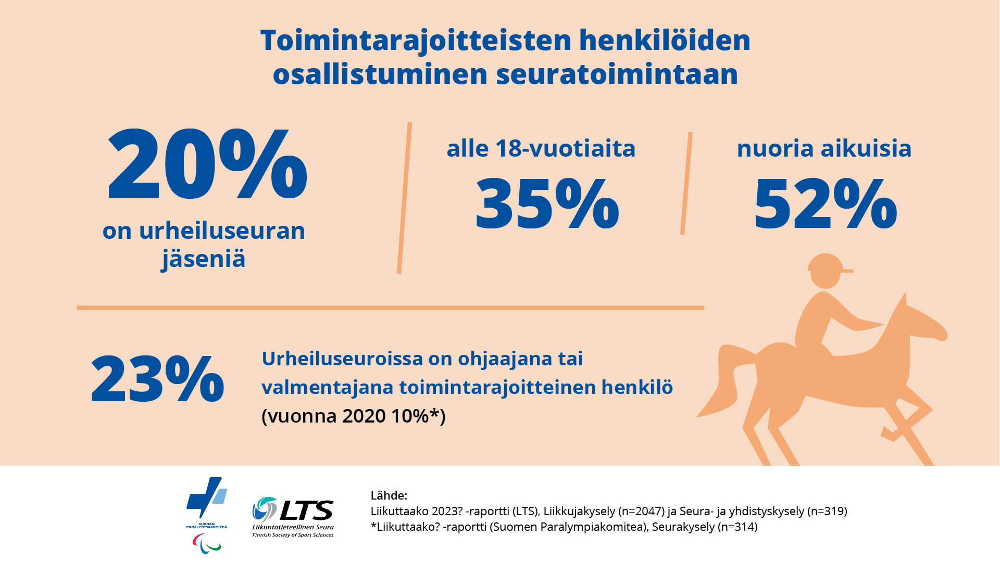 Toimintarajoitteisten henkilöiden
osallistuminen seuratoimintaan
20%
on urheiluseuran
jäseniä
alle 18-vuotiaita
35%
nuoria aikuisia
52%
23%
Urheiluseuroissa on ohjaajana tai
valmentajana toimintarajoitteinen henkilö
(vuonna 2020 10%*)
SUOMEN
PARALYMPIAKOMITEA
LTS
Liikuntatieteellinen Seura
Finnish Society of Sport Sciences
Lähde:
Liikuttaako 2023? -raportti (LTS), Liikkujakysely (n=2047) ja Seura- ja yhdistyskysely (n=319)
*Liikuttaako? -raportti (Suomen Paralympiakomitea), Seurakysely (n=314)